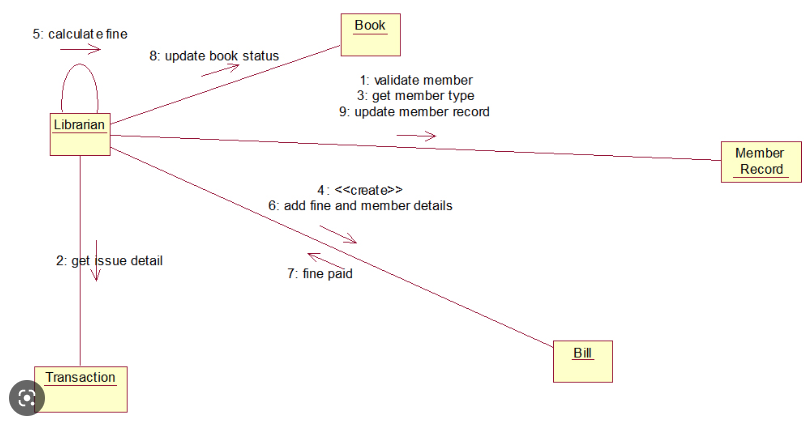 5: calculate fine
Book
8: update book status
1: validate member
3: get member type
9: update member record
Librarian
Member
Record
4: <<create>>
6: add fine and member details
2: get issue detail
7: fine paid
Bill
Transaction